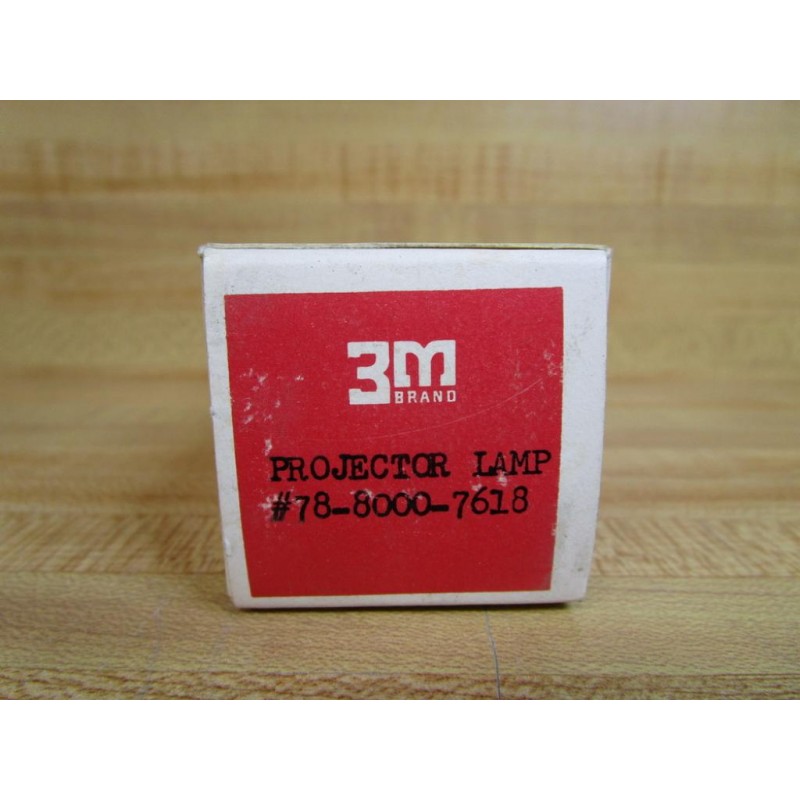 3M
BRAND
PROJECTOR LAMP
#78-8000-7618